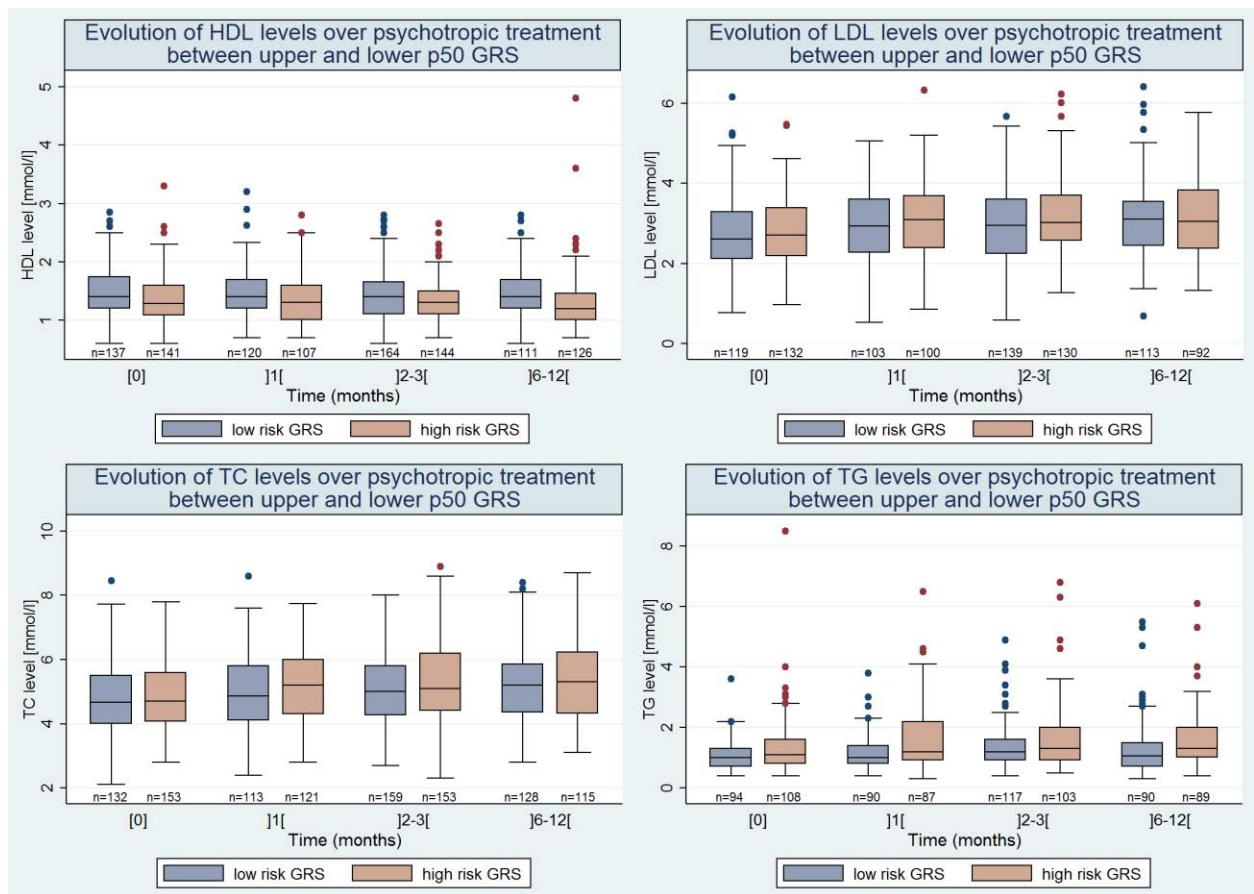 Evolution of HDL levels over psychotropic treatment
between upper and lower p50 GRS
HDL level [mmol/l]
5
4
3
2
1
n=137 n=141 n=120 n=107 n=164 n=144 n=111 n=126
[0] ]1[ ]2-3[ ]6-12[
Time (months)
low risk GRS high risk GRS
Evolution of LDL levels over psychotropic treatment
between upper and lower p50 GRS
LDL level [mmol/l]
6
4
2
0
n=119 n=132 n=103 n=100 n=139 n=130 n=113 n=92
[0] ]1[ ]2-3[ ]6-12[
Time (months)
low risk GRS high risk GRS
Evolution of TC levels over psychotropic treatment
between upper and lower p50 GRS
TC level [mmol/l]
10
8
6
4
2
n=132 n=153 n=113 n=121 n=159 n=153 n=128 n=115
[0] ]1[ ]2-3[ ]6-12[
Time (months)
low risk GRS high risk GRS
Evolution of TG levels over psychotropic treatment
between upper and lower p50 GRS
TG level [mmol/l]
8
6
4
2
0
n=94 n=108 n=90 n=87 n=117 n=103 n=90 n=89
[0] ]1[ ]2-3[ ]6-12[
Time (months)
low risk GRS high risk GRS